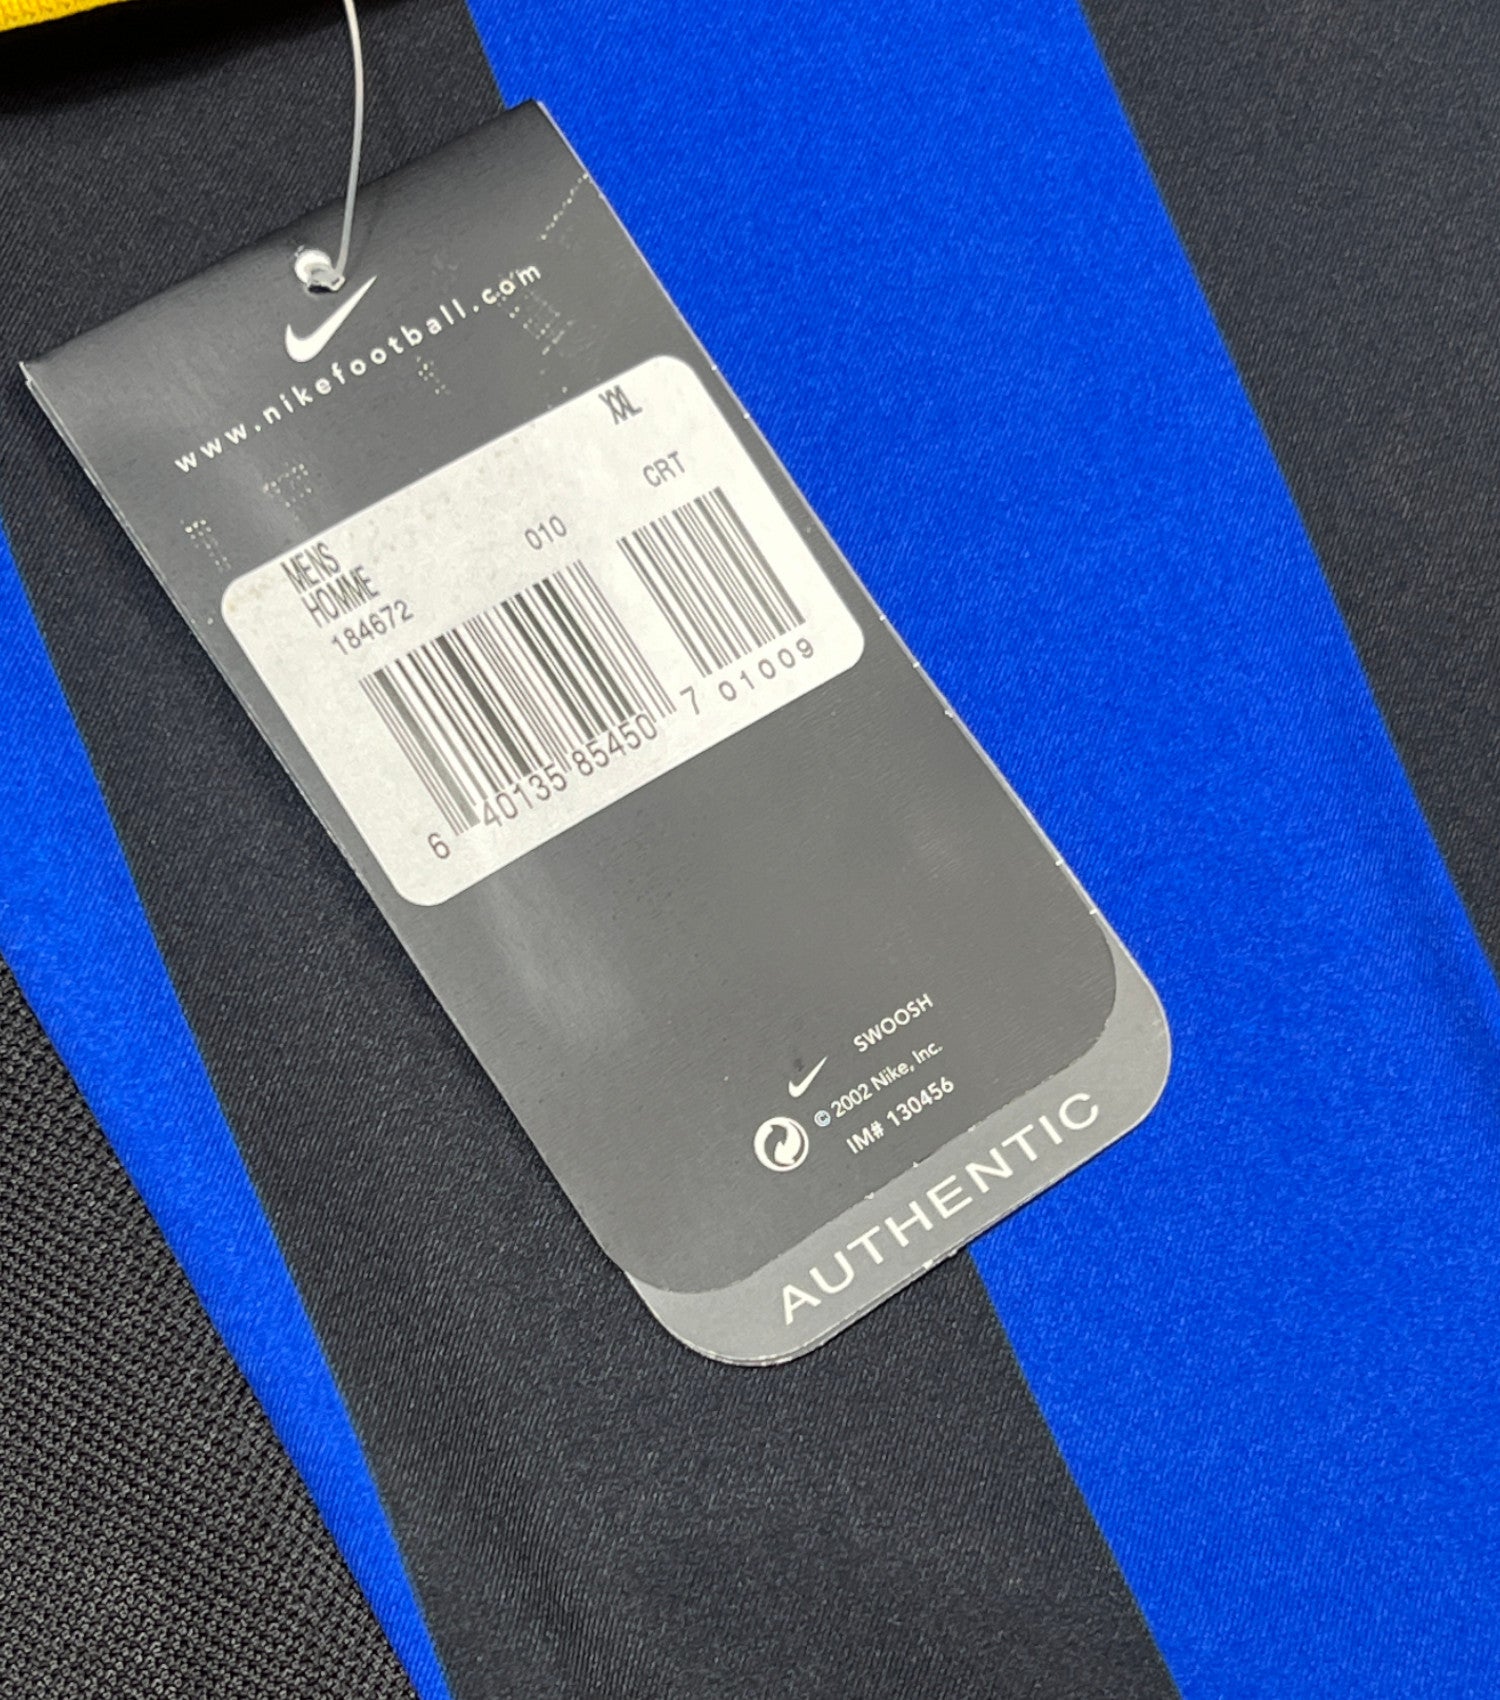 www.nikefootball.com
XXL
MENS
HOMME
184672 010 CRT
6 40135 85450 7 01009
SWOOSH
© 2002 Nike, Inc.
IM# 130456
AUTHENTIC